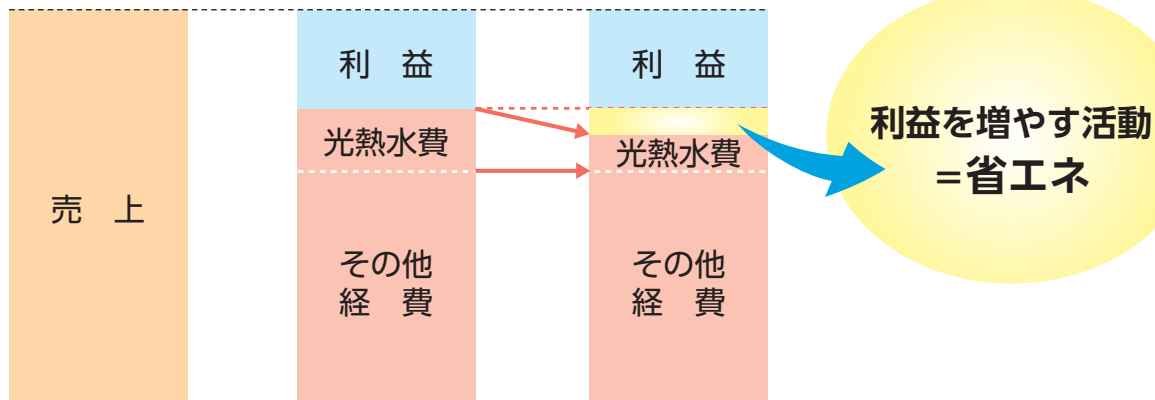 売　上
利　益
光熱水費
その他
経　費
利　益
光熱水費
その他
経　費
利益を増やす活動
=省エネ